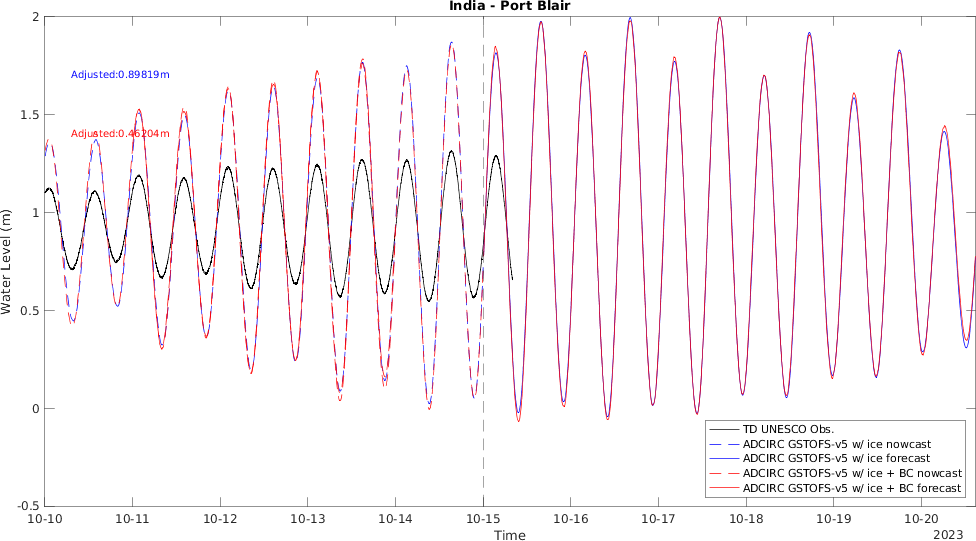 India - Port Blair
2
1.5
1
0.5
0
-0.5
Water Level (m)
Adjusted:0.89819m
Adjusted:0.46204m
TD UNESCO Obs.
ADCIRC GSTOFS-v5 w/ ice nowcast
ADCIRC GSTOFS-v5 w/ ice forecast
ADCIRC GSTOFS-v5 w/ ice + BC nowcast
ADCIRC GSTOFS-v5 w/ ice + BC forecast
10-10 10-11 10-12 10-13 10-14 10-15 10-16 10-17 10-18 10-19 10-20
Time
2023